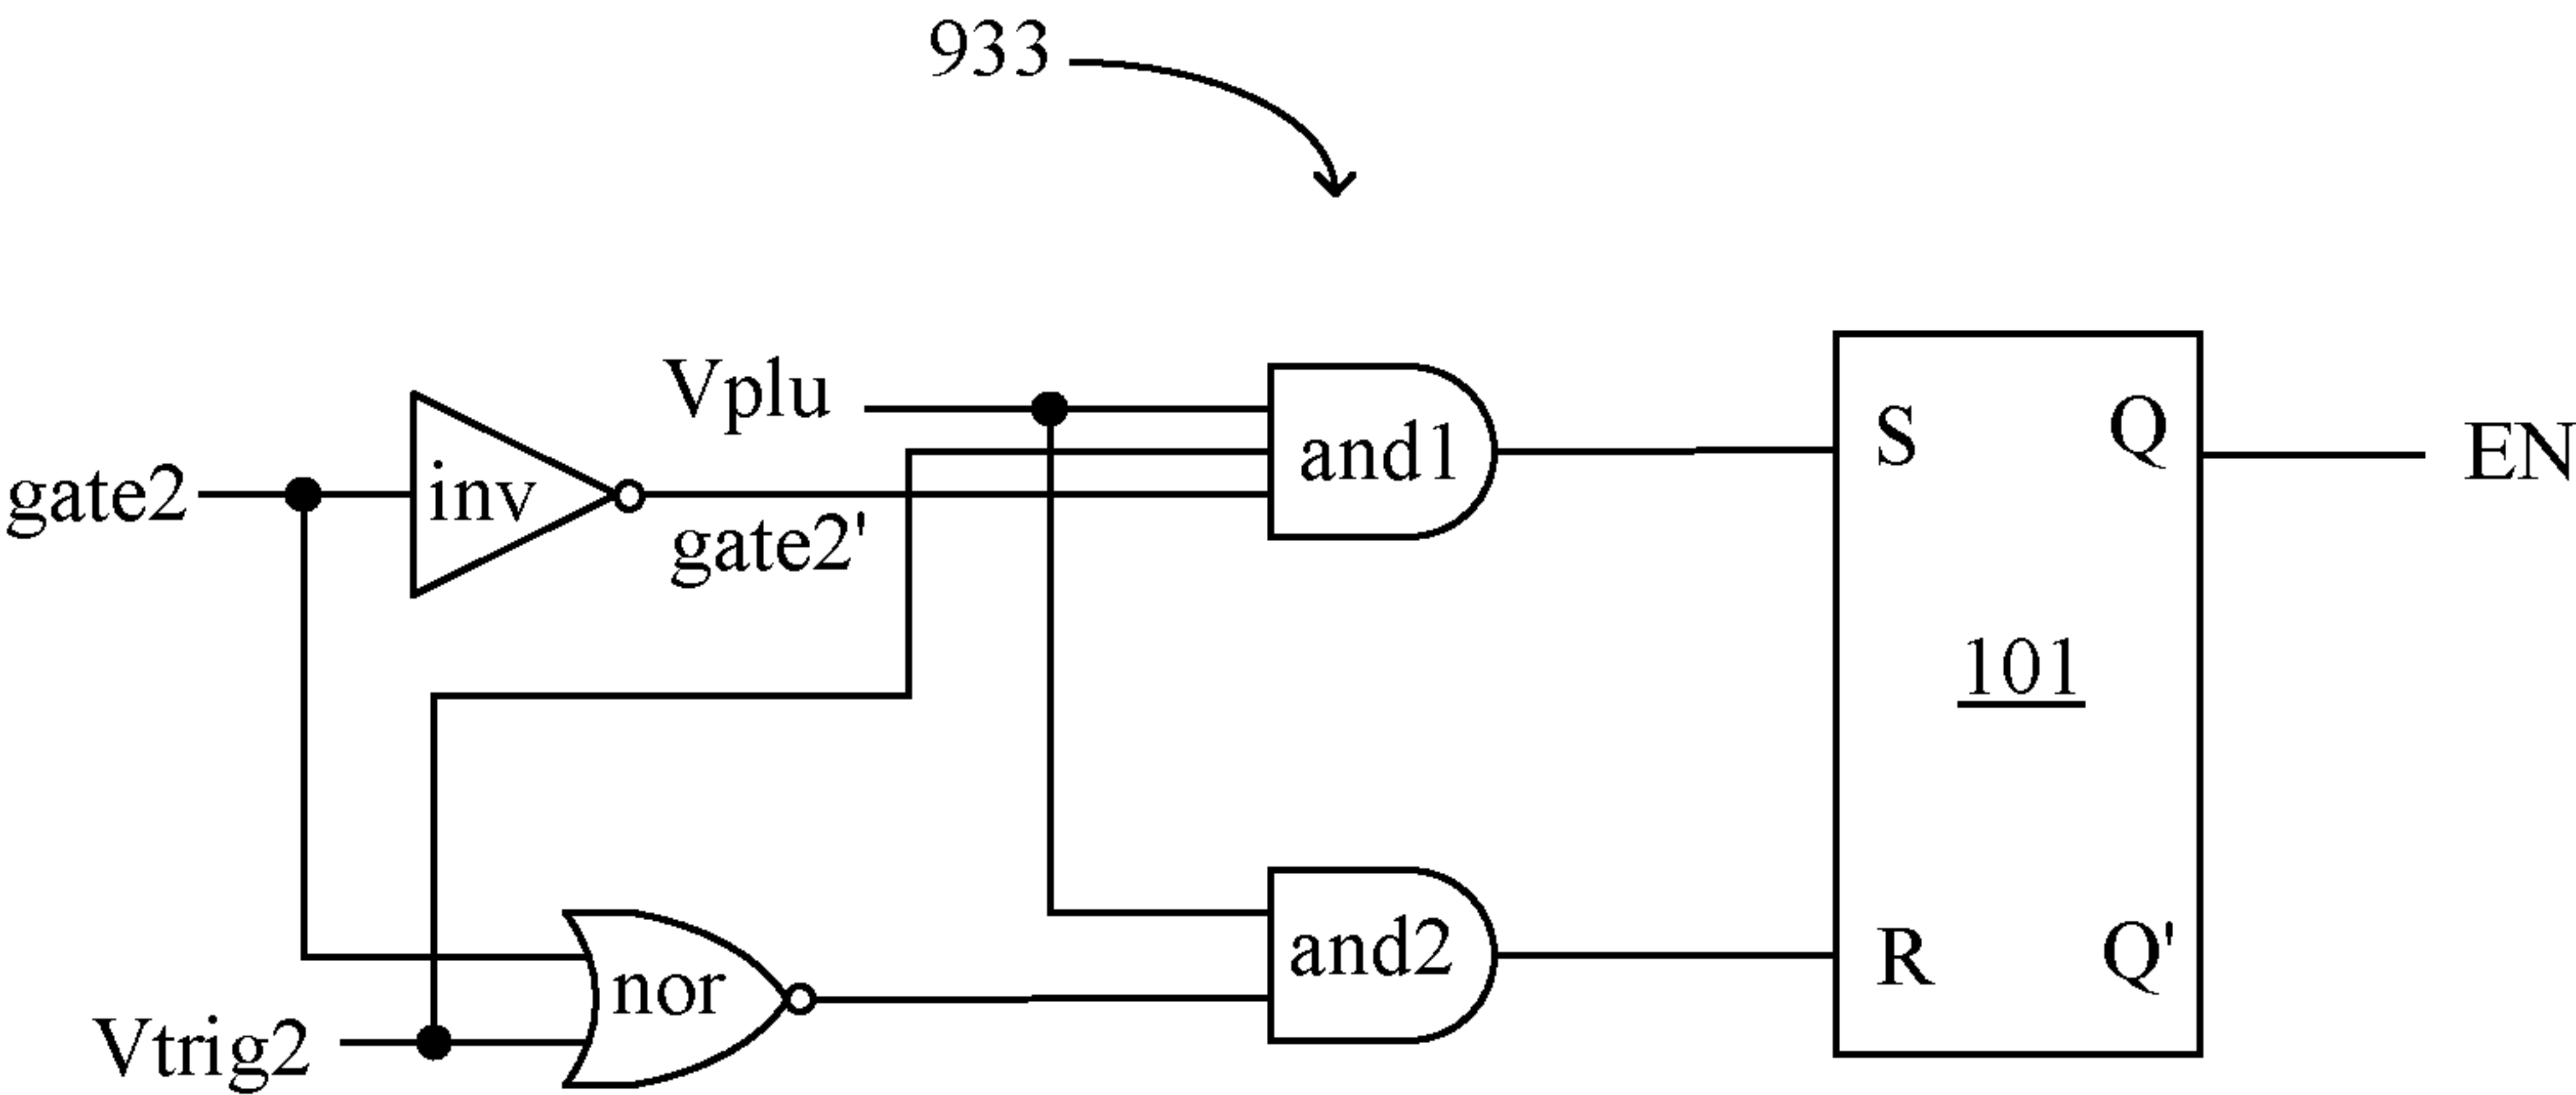 933
Vplu
and1
S
Q
EN
gate2
inv
gate2'
101
nor
and2
R
Q'
Vtrig2